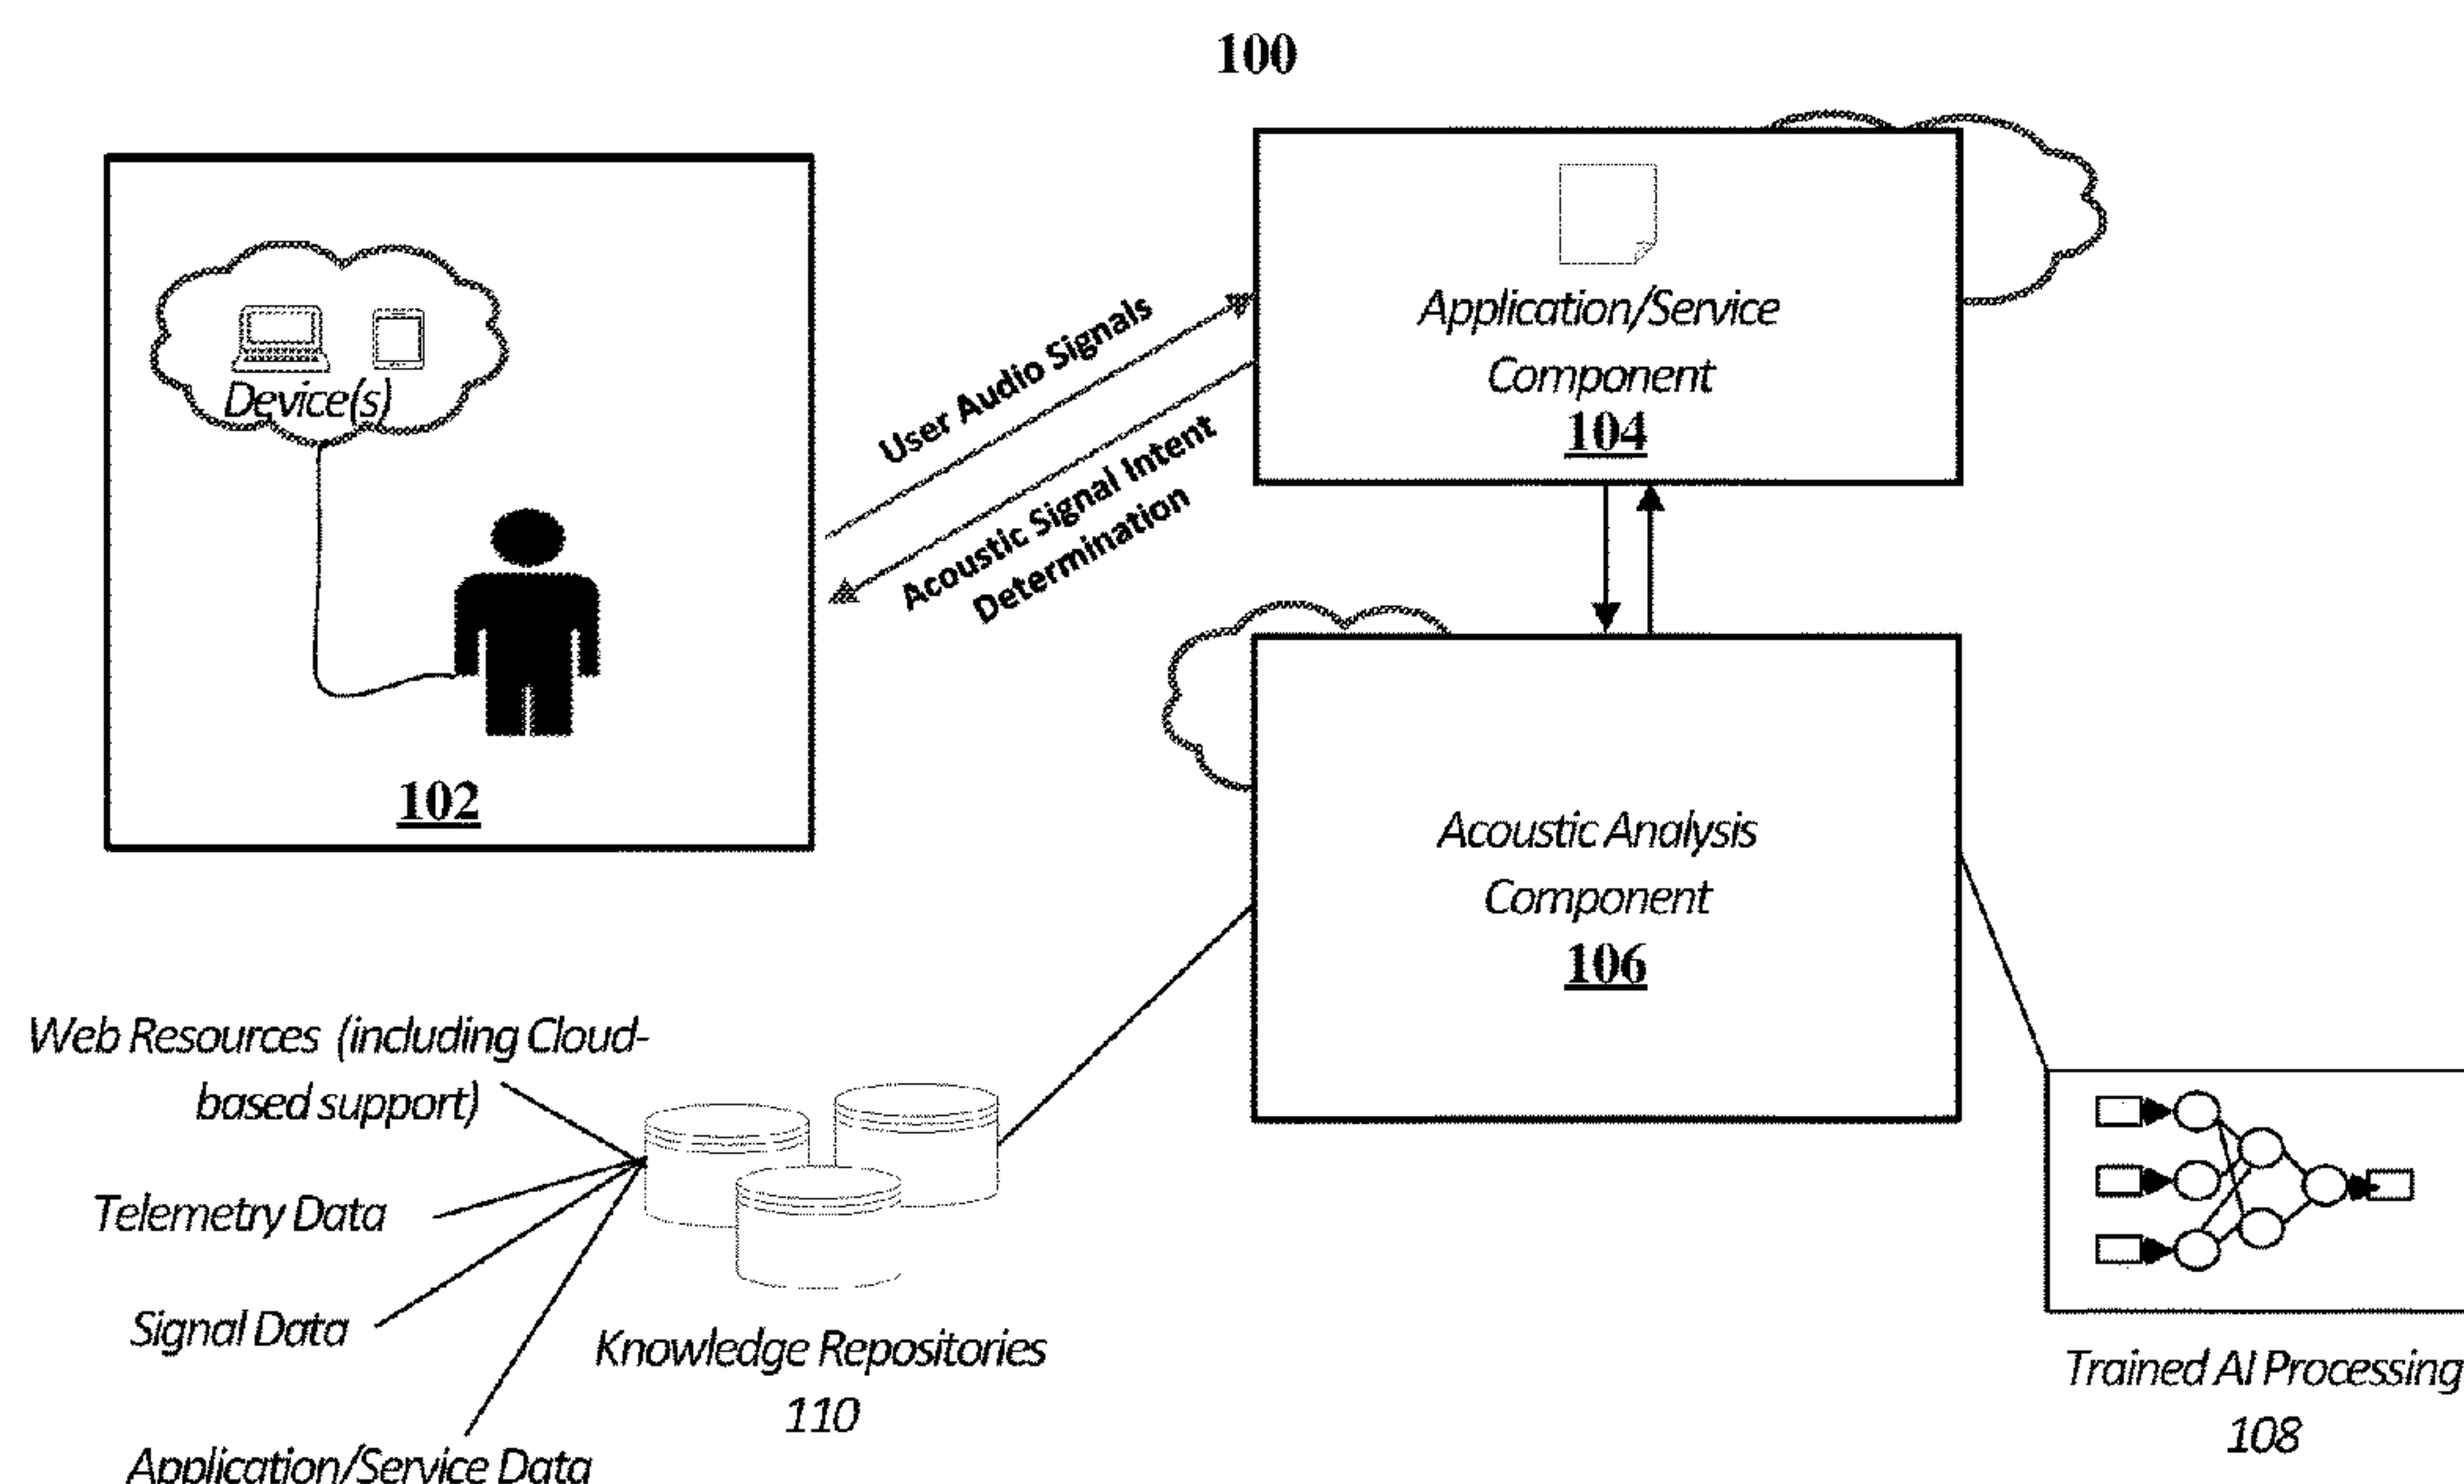 100
Device(s)
102
User Audio Signals
Acoustic Signal Intent
Determination
Application/Service
Component
104
Acoustic Analysis
Component
106
Web Resources (including Cloud-
based support)
Telemetry Data
Signal Data
Application/Service Data
Knowledge Repositories
110
Trained AI Processing
108